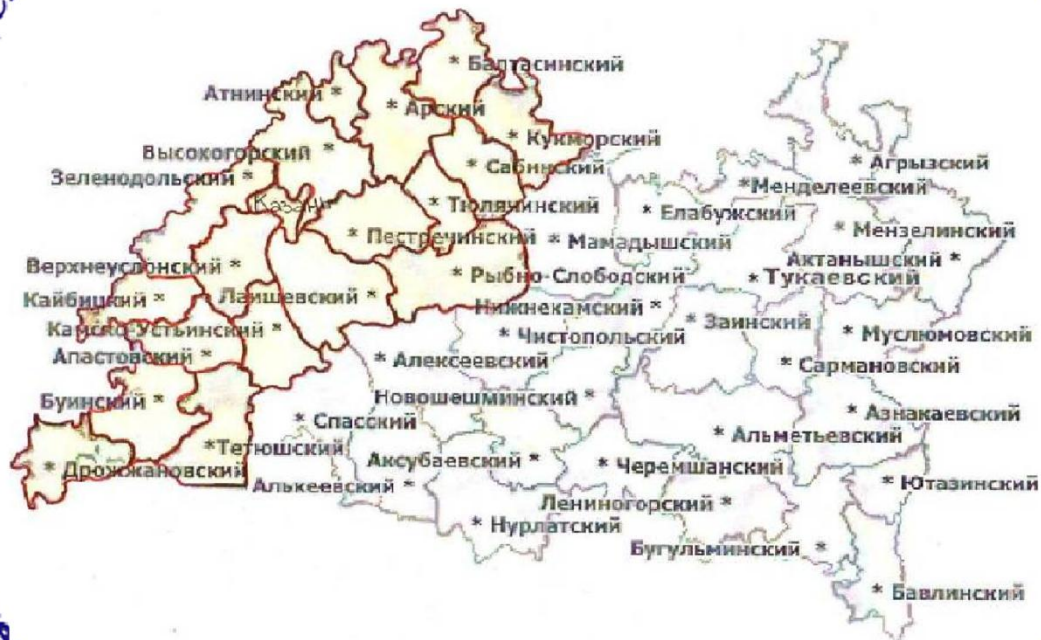 * Балтасинский
Атнинский *
* Арский
* Кукморский
Высокогорский *
* Сабинский
* Агрызский
Зеленодольский *
* Менделеевский
Казань
* Тюлячинский
* Елабужский
* Мензелинский
* Пестречинский
* Мамадышский
Актанышский *
Верхнеуслонский *
* Рыбно-Слободский
* Тукаевский
Кайбицкий *
Лаишевский *
Нижнекамский *
* Заинский
Камско-Устьинский *
* Чистопольский
* Муслюмовский
Апастовский *
* Алексеевский
* Сармановский
Буинский *
Новошешминский *
* Азнакаевский
* Спасский
* Альметьевский
* Тетюшский
Аксубаевский *
* Черемшанский
* Дрожжановский
Алькеевский *
* Ютазинский
Лениногорский *
* Нурлатский
Бугульминский *
* Бавлинский